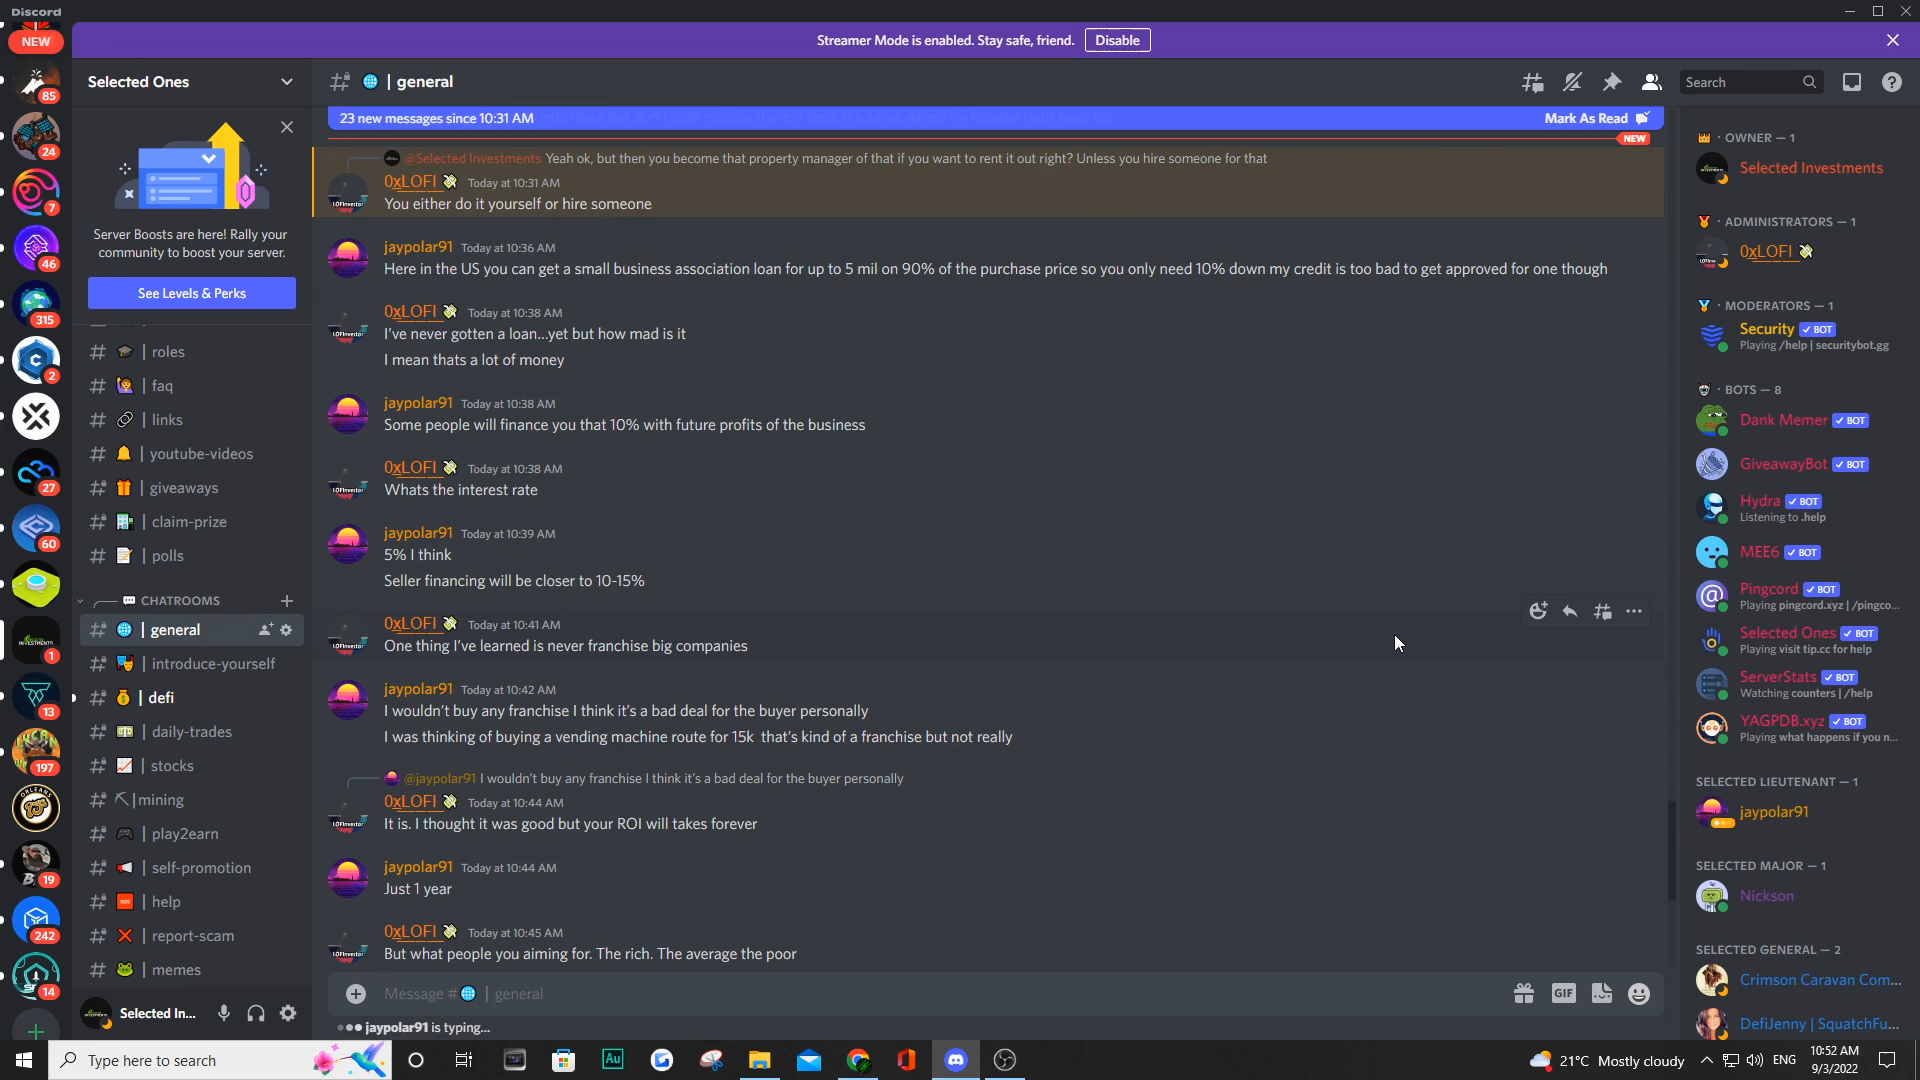 Discord
Streamer Mode is enabled. Stay safe, friend. Disable
NEW
85
24
7
46
315
2
27
60
1
13
197
19
242
14
Selected Ones
Server Boosts are here! Rally your
community to boost your server.
See Levels & Perks
| roles
| faq
| links
| youtube-videos
| giveaways
| claim-prize
| polls
CHATROOMS
| general
| introduce-yourself
| defi
| daily-trades
| stocks
|mining
| play2earn
| self-promotion
| help
| report-scam
| memes
Selected In...
| general
Search
23 new messages since 10:31 AM
Mark As Read
NEW
@Selected Investments Yeah ok, but then you become that property manager of that if you want to rent it out right? Unless you hire someone for that
0xLOFI Today at 10:31 AM
You either do it yourself or hire someone
jaypolar91 Today at 10:36 AM
Here in the US you can get a small business association loan for up to 5 mil on 90% of the purchase price so you only need 10% down my credit is too bad to get approved for one though
0xLOFI Today at 10:38 AM
I've never gotten a loan...yet but how mad is it
I mean thats a lot of money
jaypolar91 Today at 10:38 AM
Some people will finance you that 10% with future profits of the business
0xLOFI Today at 10:38 AM
Whats the interest rate
jaypolar91 Today at 10:39 AM
5% I think
Seller financing will be closer to 10-15%
0xLOFI Today at 10:41 AM
One thing I've learned is never franchise big companies
jaypolar91 Today at 10:42 AM
I wouldn't buy any franchise I think it's a bad deal for the buyer personally
I was thinking of buying a vending machine route for 15k that's kind of a franchise but not really
@jaypolar91 I wouldn't buy any franchise I think it's a bad deal for the buyer personally
0xLOFI Today at 10:44 AM
It is. I thought it was good but your ROI will takes forever
jaypolar91 Today at 10:44 AM
Just 1 year
0xLOFI Today at 10:45 AM
But what people you aiming for. The rich. The average the poor
Message # | general
GIF
jaypolar91 is typing...
OWNER — 1
Selected Investments
ADMINISTRATORS — 1
0xLOFI
MODERATORS — 1
Security BOT
Playing /help | securitybot.gg
BOTS — 8
Dank Memer BOT
GiveawayBot BOT
Hydra BOT
Listening to .help
MEE6 BOT
Pingcord BOT
Playing pingcord.xyz | /pingco...
Selected Ones BOT
Playing visit tip.cc for help
ServerStats BOT
Watching counters | /help
YAGPDB.xyz BOT
Playing what happens if you n...
SELECTED LIEUTENANT — 1
jaypolar91
SELECTED MAJOR — 1
Nickson
SELECTED GENERAL — 2
Crimson Caravan Com...
DefiJenny | SquatchFu...
Type here to search
Au
21°C Mostly cloudy
ENG
10:52 AM
9/3/2022